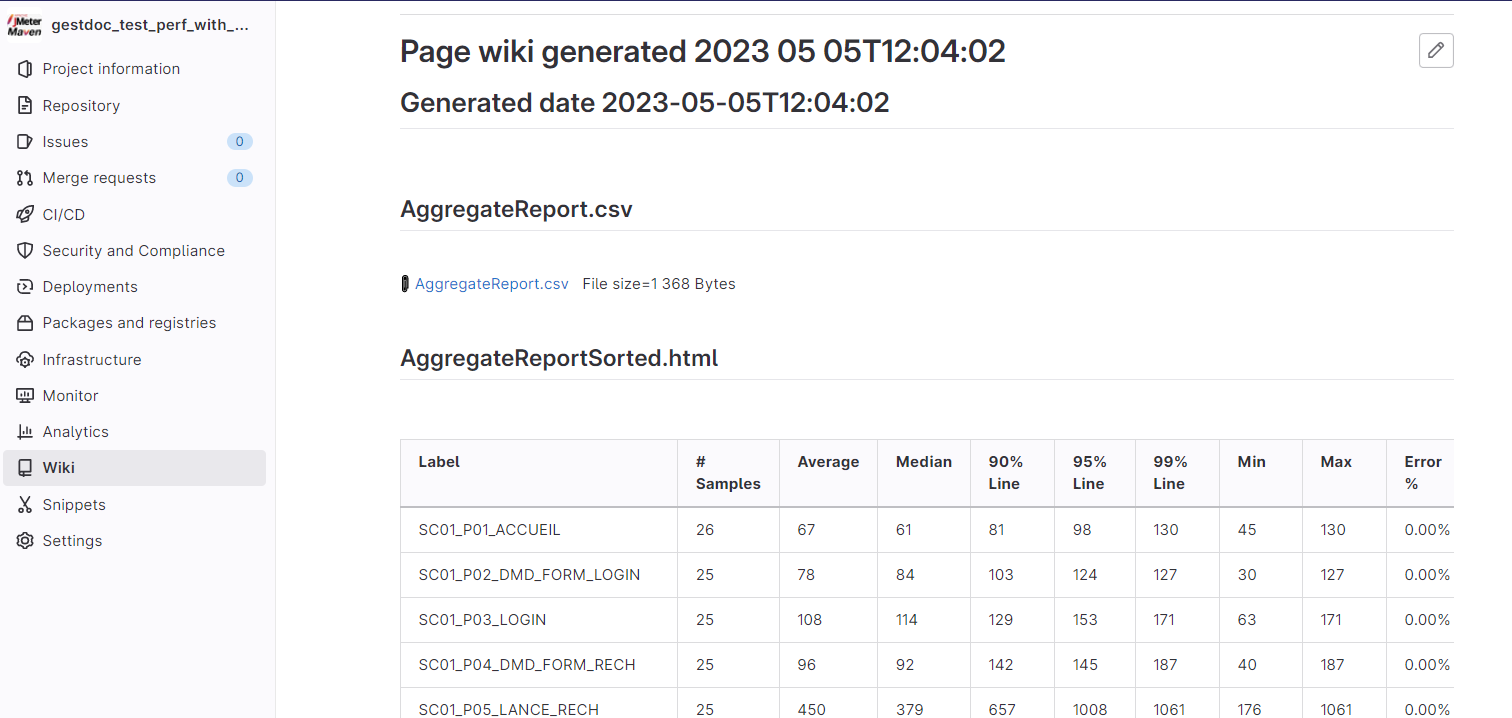 JMeter
Maven
gestdoc_test_perf_with_...
Project information
Repository
Issues 0
Merge requests 0
CI/CD
Security and Compliance
Deployments
Packages and registries
Infrastructure
Monitor
Analytics
Wiki
Snippets
Settings
Page wiki generated 2023 05 05T12:04:02
Generated date 2023-05-05T12:04:02
AggregateReport.csv
AggregateReport.csv File size=1 368 Bytes
AggregateReportSorted.html
Label # Samples Average Median 90% Line 95% Line 99% Line Min Max Error %
SC01_P01_ACCUEIL 26 67 61 81 98 130 45 130 0.00%
SC01_P02_DMD_FORM_LOGIN 25 78 84 103 124 127 30 127 0.00%
SC01_P03_LOGIN 25 108 114 129 153 171 63 171 0.00%
SC01_P04_DMD_FORM_RECH 25 96 92 142 145 187 40 187 0.00%
SC01_P05_LANCE_RECH 25 450 379 657 1008 1061 176 1061 0.00%